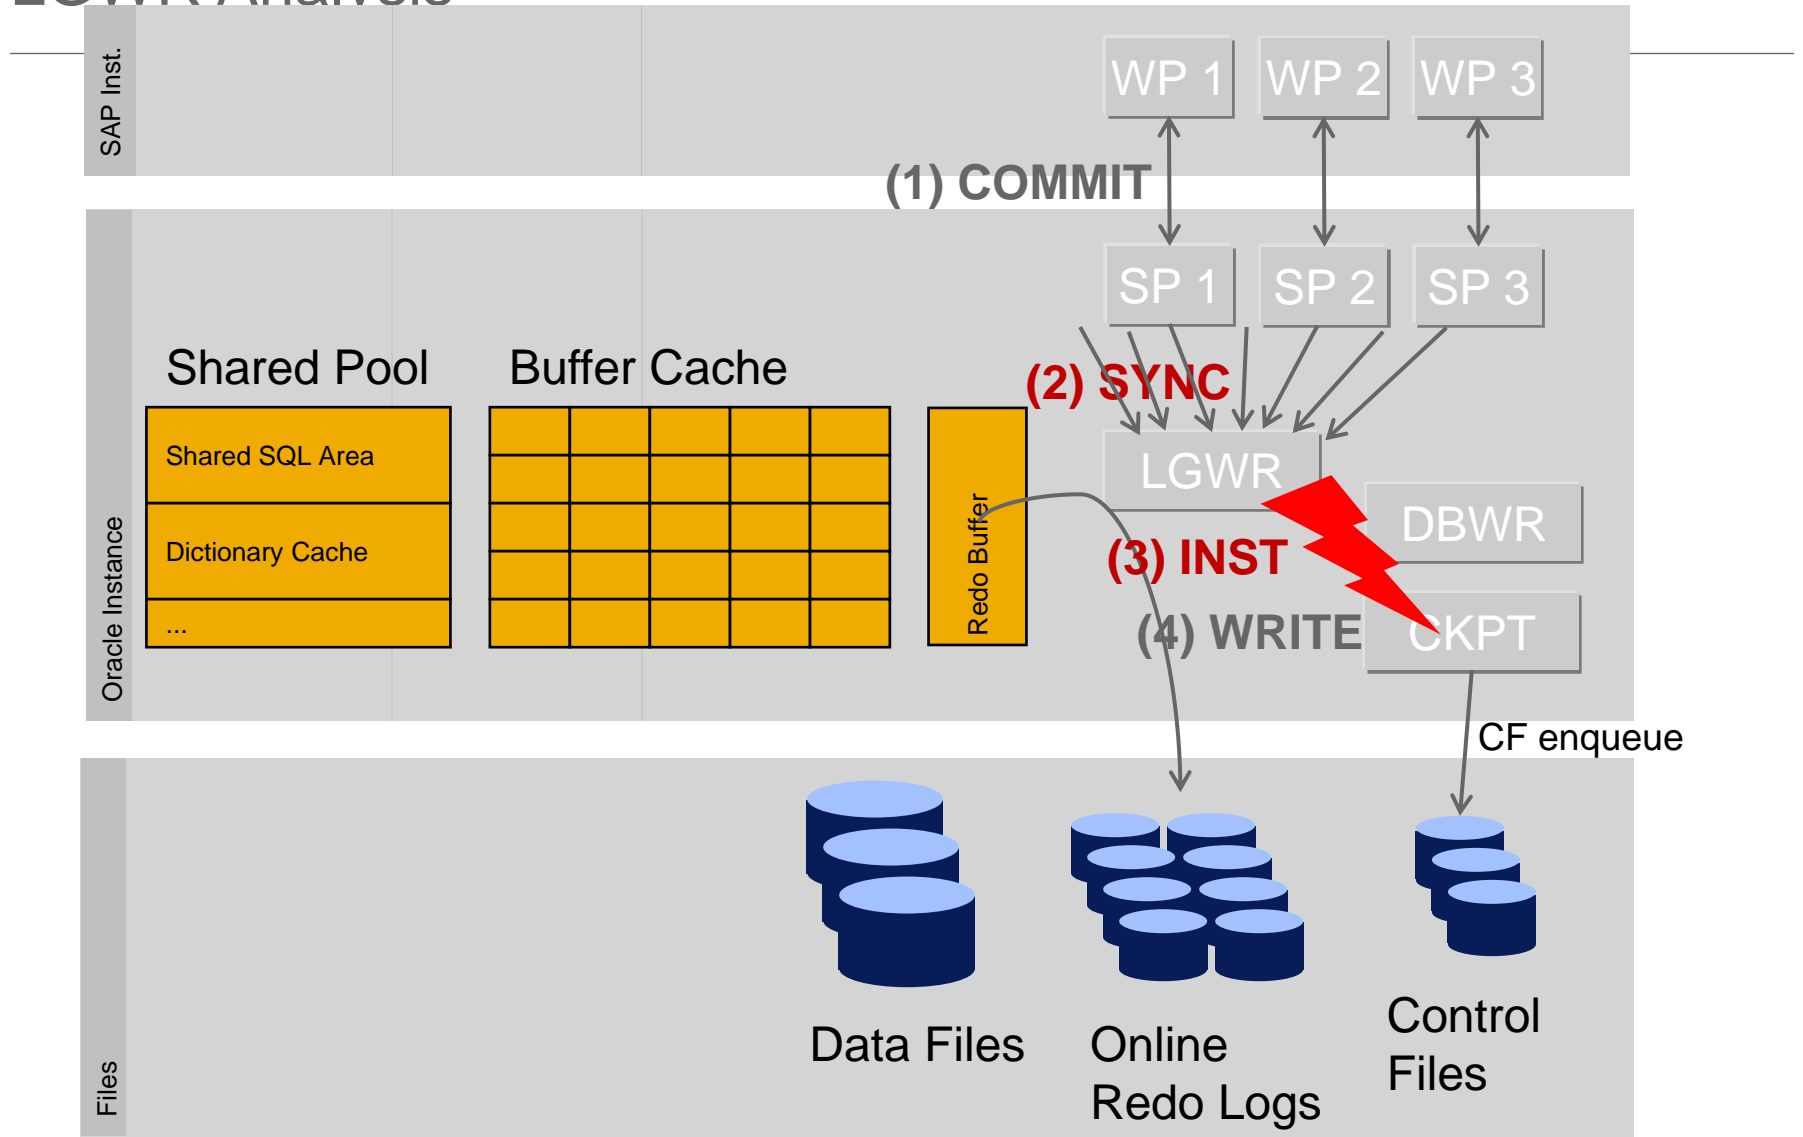 LGWR Analysis
SAP Inst.
WP 1
WP 2
WP 3
(1) COMMIT
Oracle Instance
SP 1
SP 2
SP 3
Shared Pool
Buffer Cache
(2) SYNC
Shared SQL Area
Dictionary Cache
...
Redo Buffer
LGWR
DBWR
(3) INST
(4) WRITE
CKPT
CF enqueue
Files
Data Files
Online
Redo Logs
Control
Files